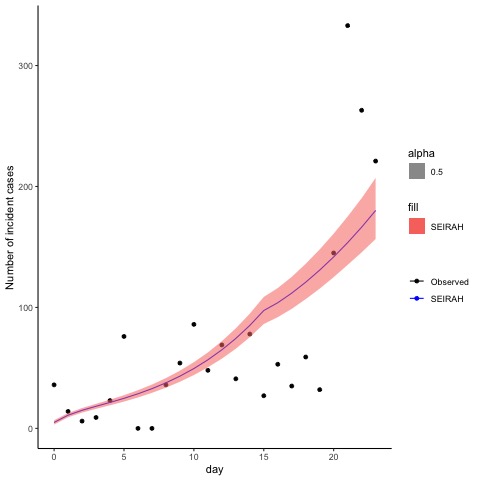 Number of incident cases
300
200
100
0
0
5
10
15
20
day
alpha
0.5
fill
SEIRAH
Observed
SEIRAH